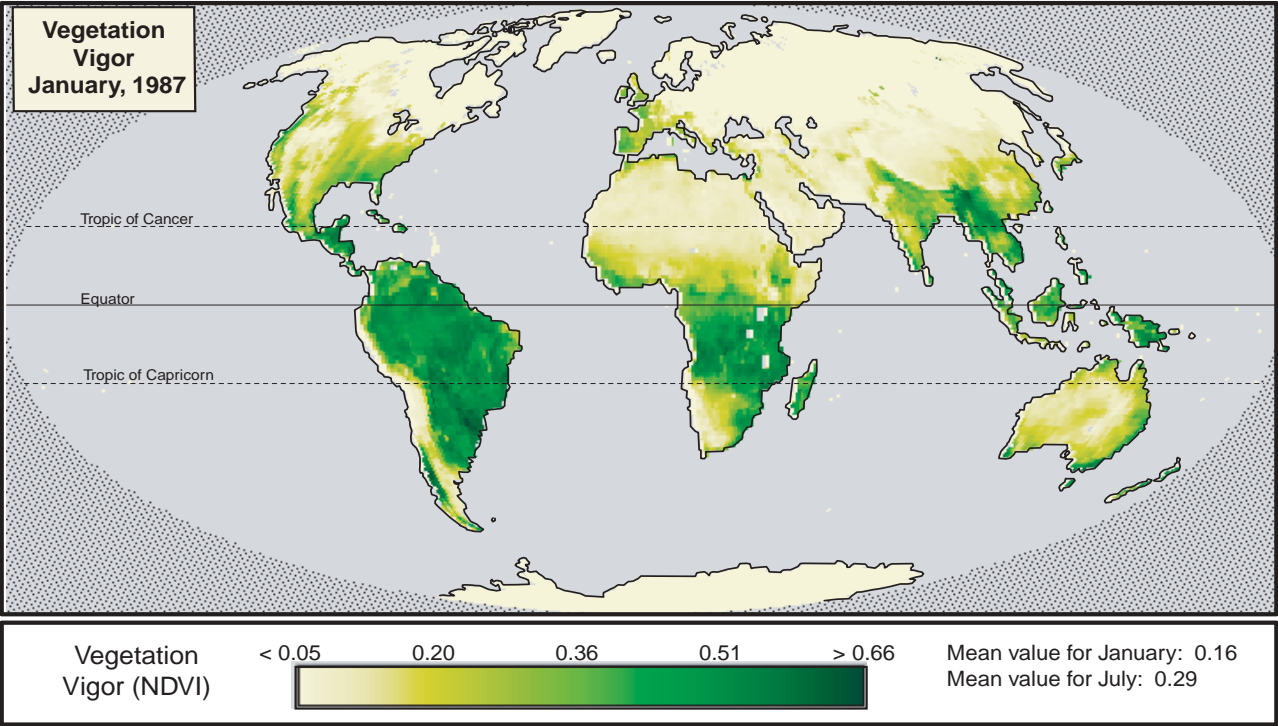 Vegetation
Vigor
January, 1987
Tropic of Cancer
Equator
Tropic of Capricorn
Vegetation
Vigor (NDVI)
< 0.05 0.20 0.36 0.51 > 0.66
Mean value for January: 0.16
Mean value for July: 0.29